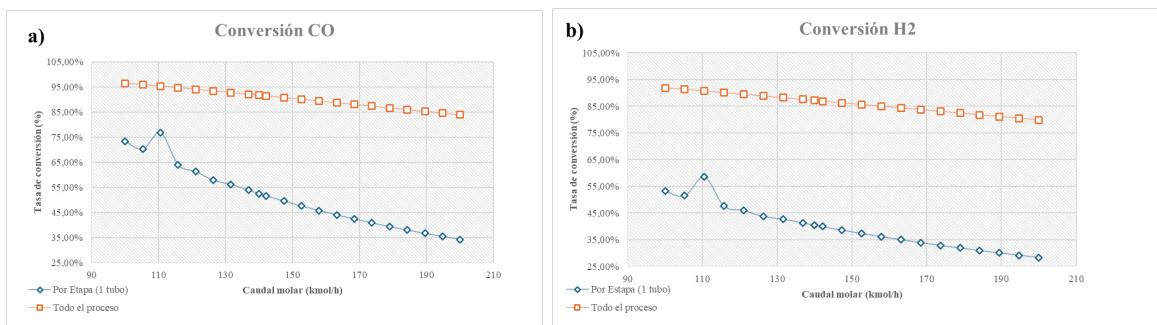 a)
Conversión CO
105,00%
95,00%
85,00%
75,00%
65,00%
55,00%
45,00%
35,00%
25,00%
Tasa de conversión (%)
90 110 130 150 170 190 210
Caudal molar (kmol/h)
Por Etapa (1 tubo)
Todo el proceso
b)
Conversión H2
105,00%
95,00%
85,00%
75,00%
65,00%
55,00%
45,00%
35,00%
25,00%
Tasa de conversión (%)
90 110 130 150 170 190 210
Caudal molar (kmol/h)
Por Estapa (1 tubo)
Todo el proceso